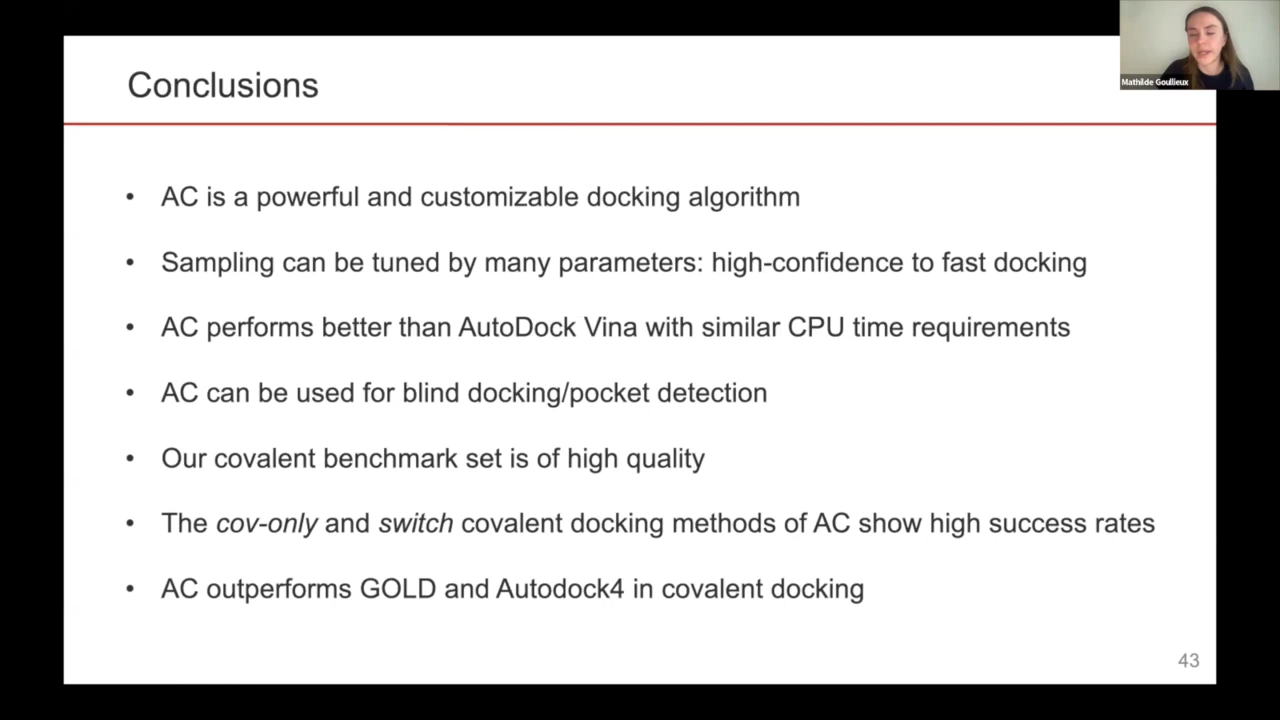 Mathilde Goullieux
Conclusions
• AC is a powerful and customizable docking algorithm
• Sampling can be tuned by many parameters: high-confidence to fast docking
• AC performs better than AutoDock Vina with similar CPU time requirements
• AC can be used for blind docking/pocket detection
• Our covalent benchmark set is of high quality
• The cov-only and switch covalent docking methods of AC show high success rates
• AC outperforms GOLD and Autodock4 in covalent docking
43